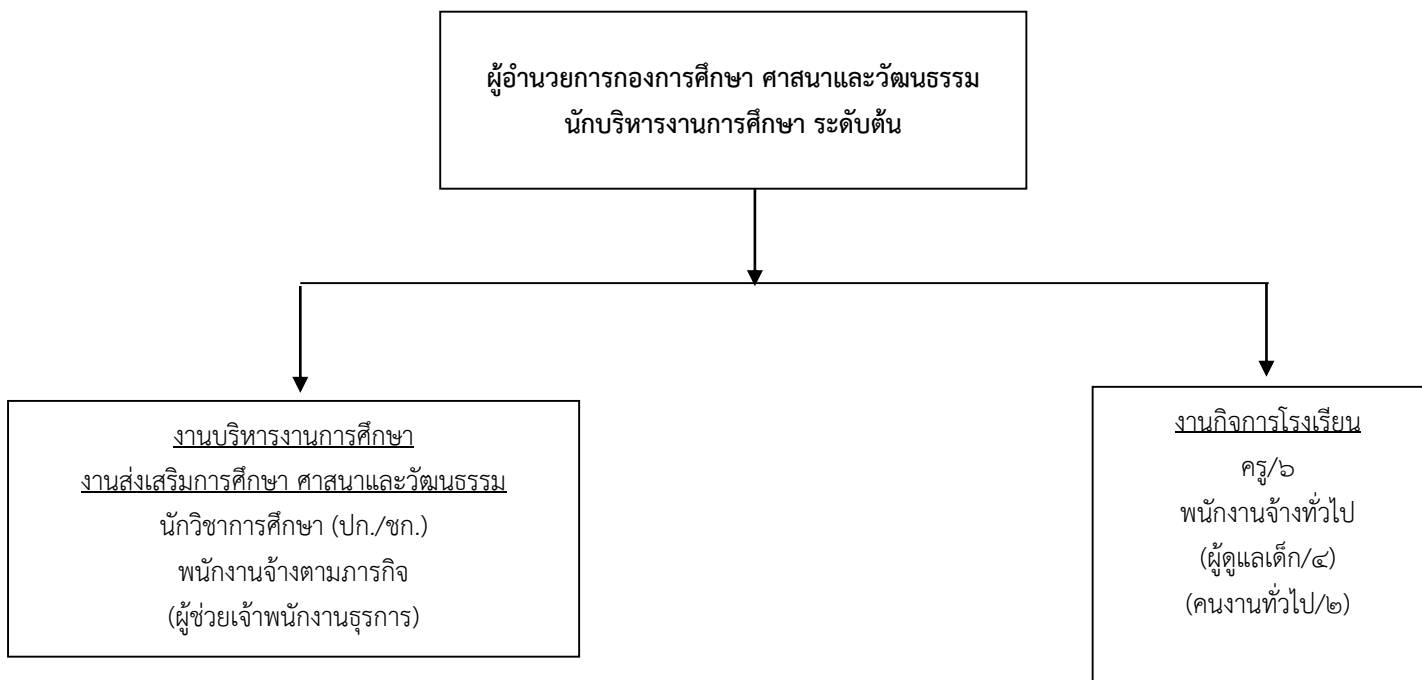 ผู้อำนวยการกองการศึกษา ศาสนาและวัฒนธรรม
นักบริหารงานการศึกษา ระดับต้น
งานบริหารงานการศึกษา
งานส่งเสริมการศึกษา ศาสนาและวัฒนธรรม
นักวิชาการศึกษา (ปก./ชก.)
พนักงานจ้างตามภารกิจ
(ผู้ช่วยเจ้าพนักงานธุรการ)
งานกิจการโรงเรียน
ครู/๖
พนักงานจ้างทั่วไป
(ผู้ดูแลเด็ก/๔)
(คนงานทั่วไป/๒)